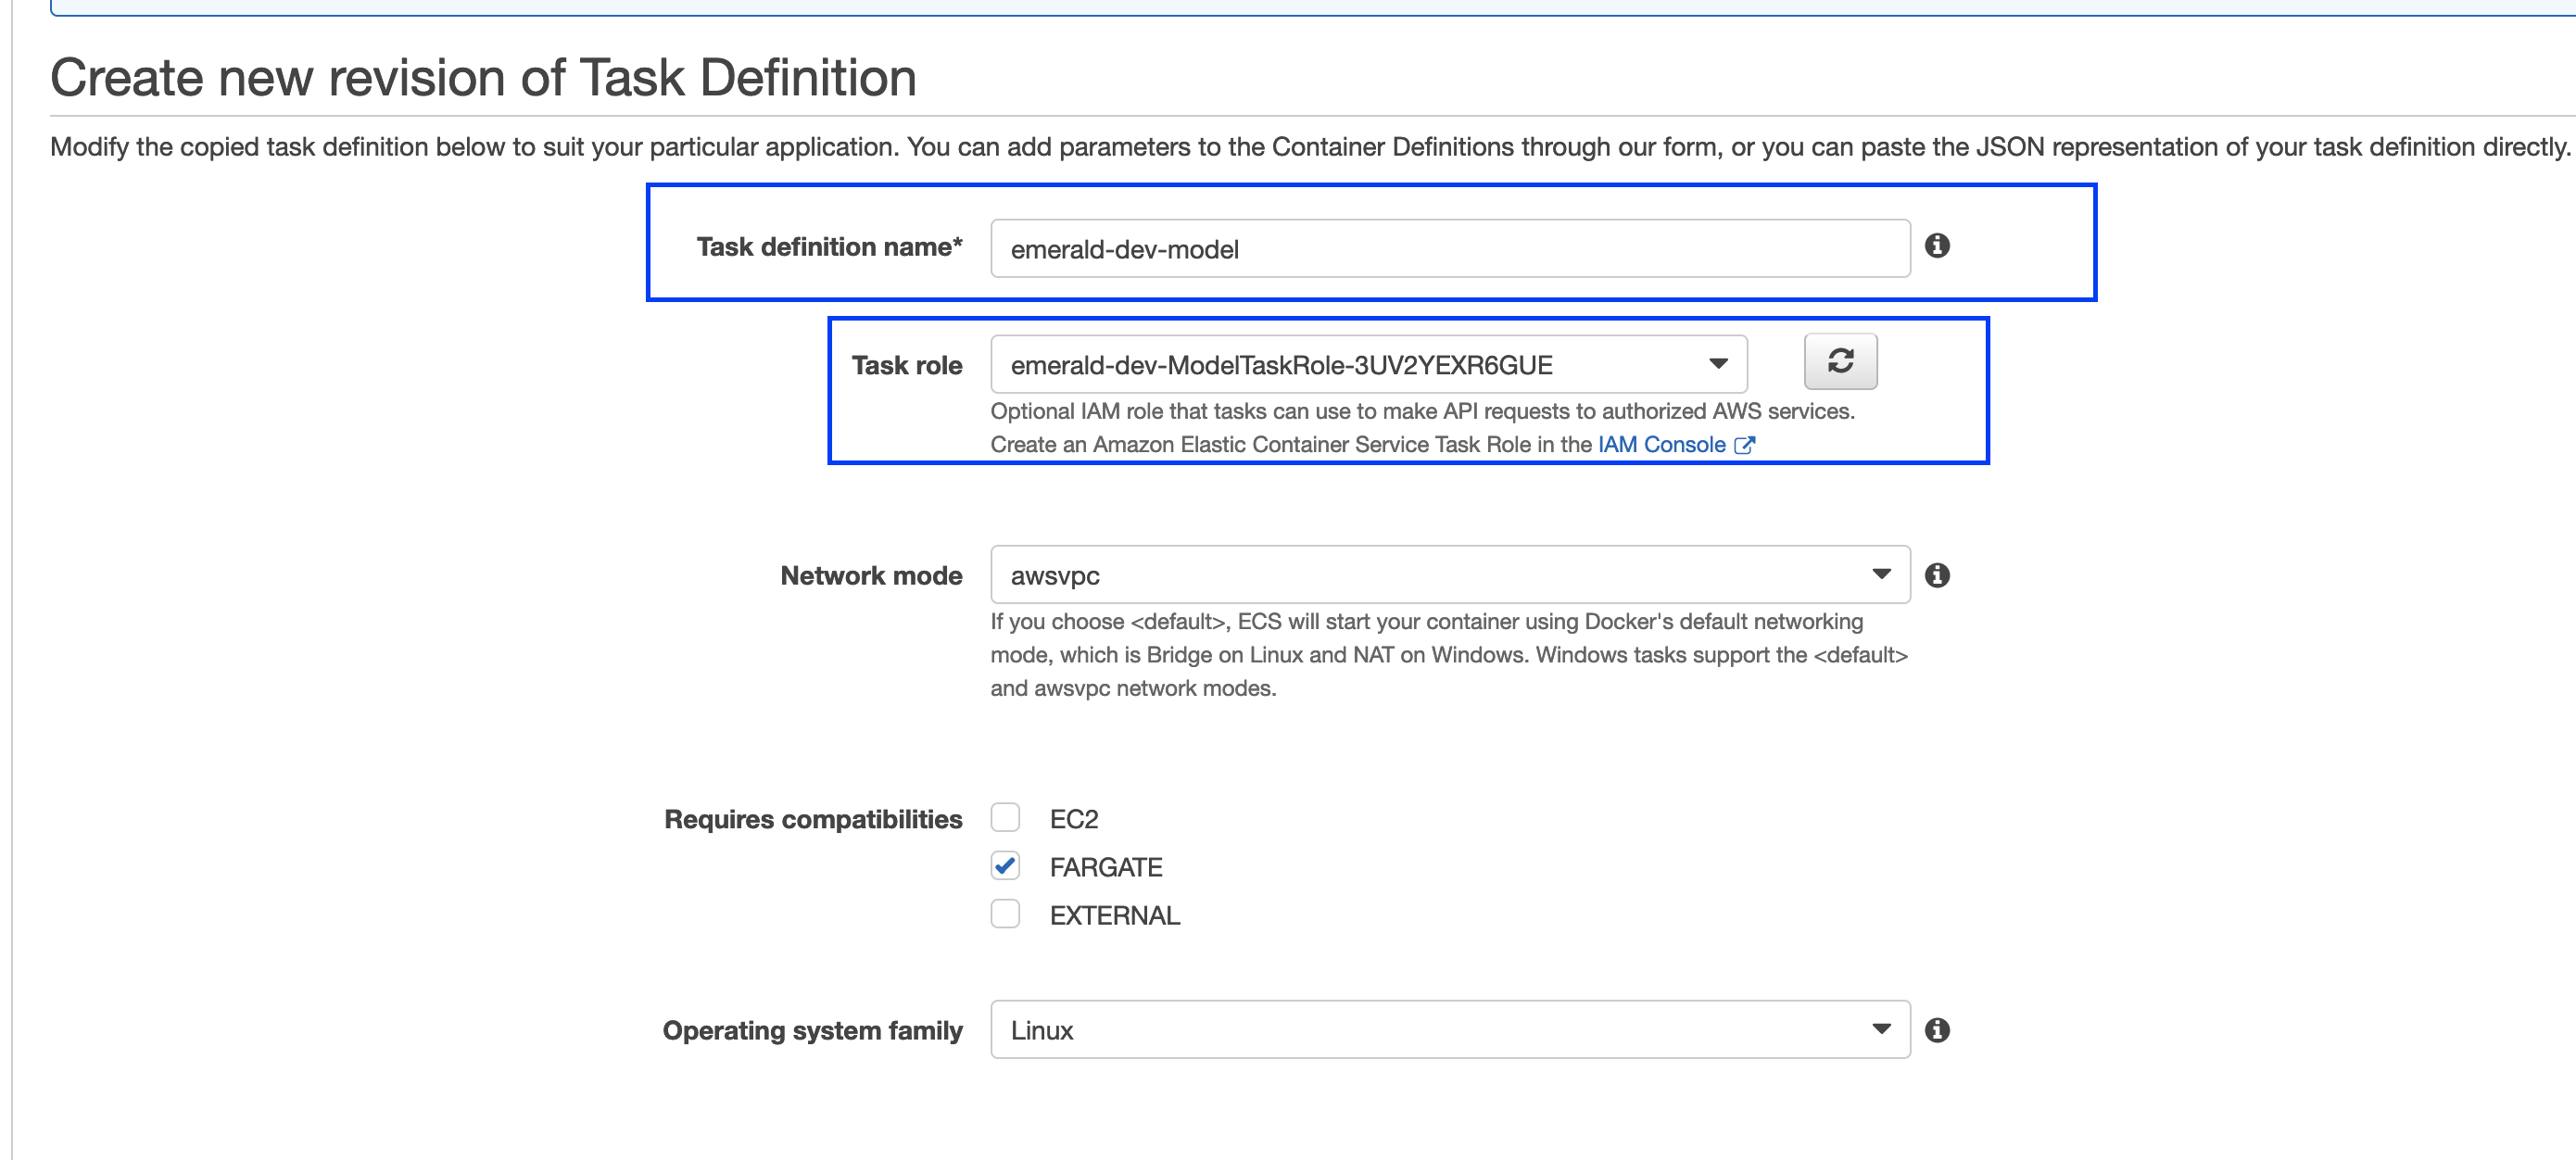 Create new revision of Task Definition
Modify the copied task definition below to suit your particular application. You can add parameters to the Container Definitions through our form, or you can paste the JSON representation of your task definition directly.
Task definition name* emerald-dev-model
Task role emerald-dev-ModelTaskRole-3UV2YEXR6GUE
Optional IAM role that tasks can use to make API requests to authorized AWS services.
Create an Amazon Elastic Container Service Task Role in the IAM Console
Network mode awsvpc
If you choose <default>, ECS will start your container using Docker's default networking
mode, which is Bridge on Linux and NAT on Windows. Windows tasks support the <default>
and awsvpc network modes.
Requires compatibilities EC2
FARGATE
EXTERNAL
Operating system family Linux